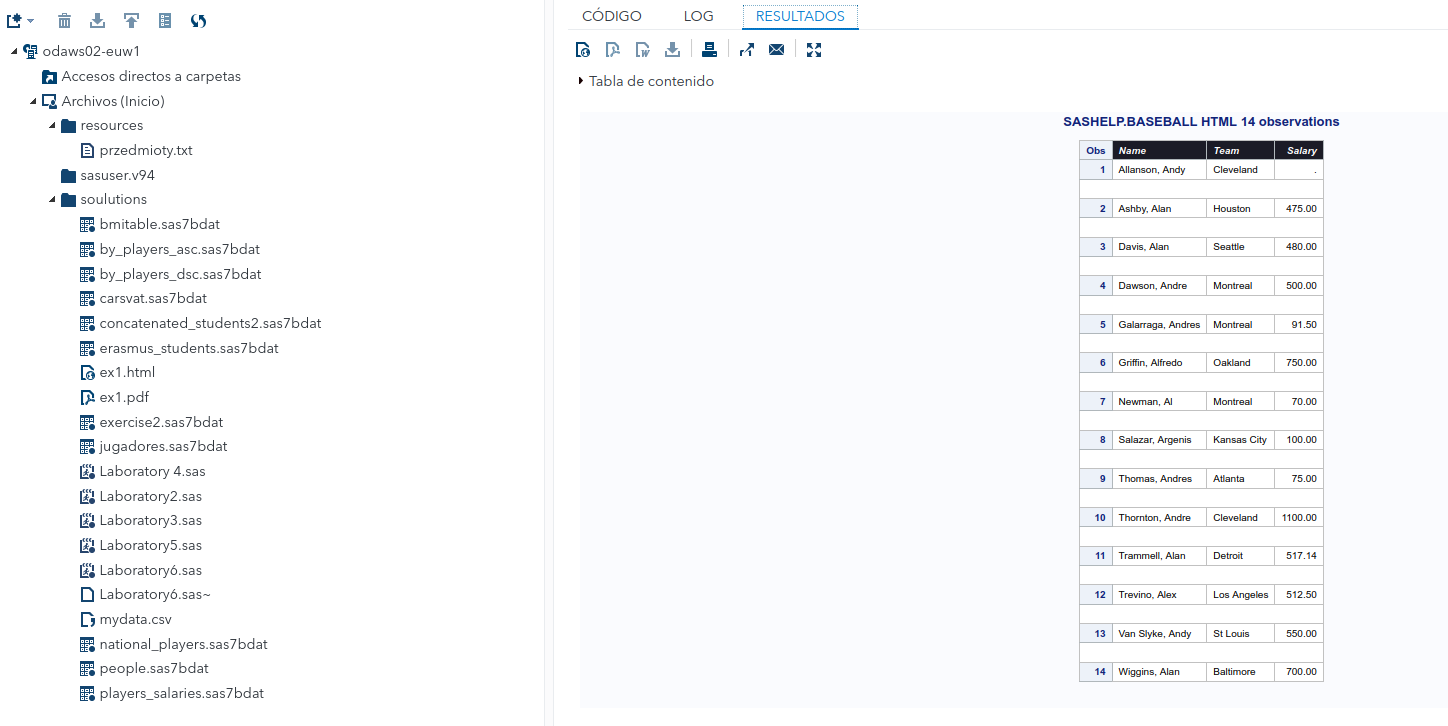 odaws02-euw1
Accesos directos a carpetas
Archivos (Inicio)
resources
przedmioty.txt
sasuser.v94
soulutions
bmitable.sas7bdat
by_players_asc.sas7bdat
by_players_dsc.sas7bdat
carsvat.sas7bdat
concatenated_students2.sas7bdat
erasmus_students.sas7bdat
ex1.html
ex1.pdf
exercise2.sas7bdat
jugadores.sas7bdat
Laboratory 4.sas
Laboratory2.sas
Laboratory3.sas
Laboratory5.sas
Laboratory6.sas
Laboratory6.sas~
mydata.csv
national_players.sas7bdat
people.sas7bdat
players_salaries.sas7bdat
CÓDIGO LOG RESULTADOS
Tabla de contenido
SASHELP.BASEBALL HTML 14 observations
Obs Name Team Salary
1 Allanson, Andy Cleveland .
2 Ashby, Alan Houston 475.00
3 Davis, Alan Seattle 480.00
4 Dawson, Andre Montreal 500.00
5 Galarraga, Andres Montreal 91.50
6 Griffin, Alfredo Oakland 750.00
7 Newman, Al Montreal 70.00
8 Salazar, Argenis Kansas City 100.00
9 Thomas, Andres Atlanta 75.00
10 Thornton, Andre Cleveland 1100.00
11 Trammell, Alan Detroit 517.14
12 Trevino, Alex Los Angeles 512.50
13 Van Slyke, Andy St Louis 550.00
14 Wiggins, Alan Baltimore 700.00